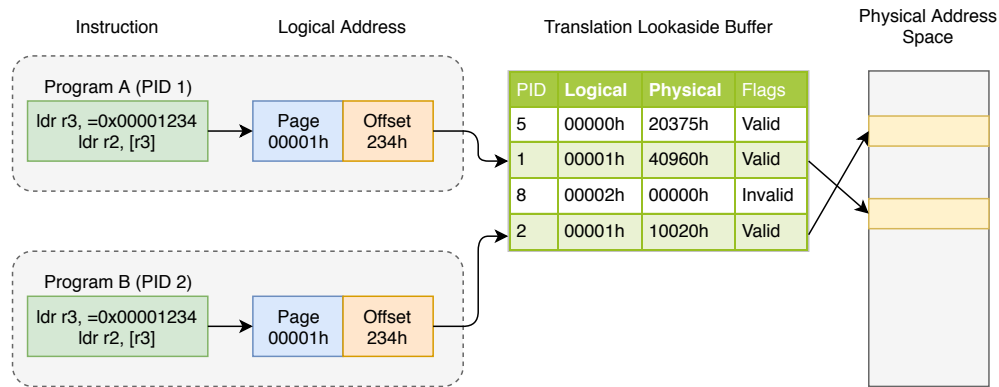 Instruction
Logical Address
Translation Lookaside Buffer
Physical Address
Space
Program A (PID 1)
ldr r3, =0x00001234
ldr r2, [r3]
Page
00001h
Offset
234h
PID Logical Physical Flags
5 00000h 20375h Valid
1 00001h 40960h Valid
8 00002h 00000h Invalid
2 00001h 10020h Valid
Program B (PID 2)
ldr r3, =0x00001234
ldr r2, [r3]
Page
00001h
Offset
234h